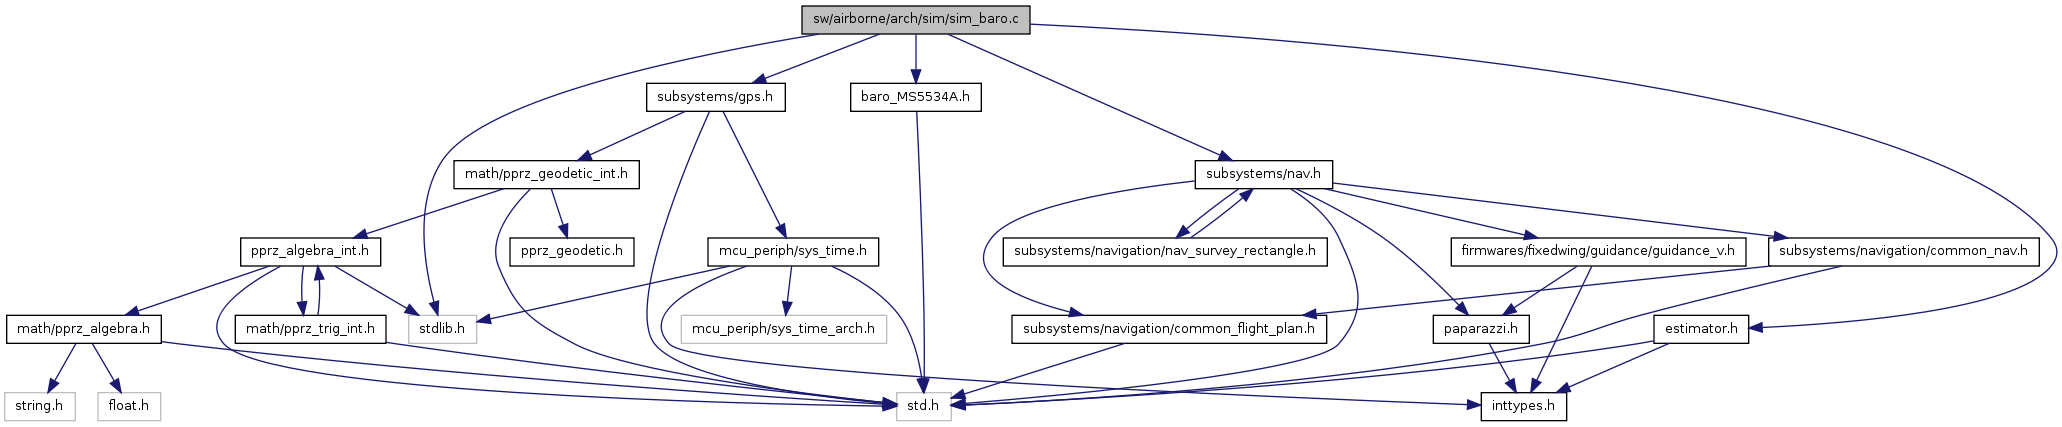 sw/airborne/arch/sim/sim_baro.c
subsystems/gps.h
baro_MS5534A.h
math/pprz_geodetic_int.h
subsystems/nav.h
pprz_algebra_int.h
pprz_geodetic.h
mcu_periph/sys_time.h
subsystems/navigation/nav_survey_rectangle.h
firmwares/fixedwing/guidance/guidance_v.h
subsystems/navigation/common_nav.h
math/pprz_algebra.h
math/pprz_trig_int.h
stdlib.h
mcu_periph/sys_time_arch.h
subsystems/navigation/common_flight_plan.h
paparazzi.h
estimator.h
string.h
float.h
std.h
inttypes.h